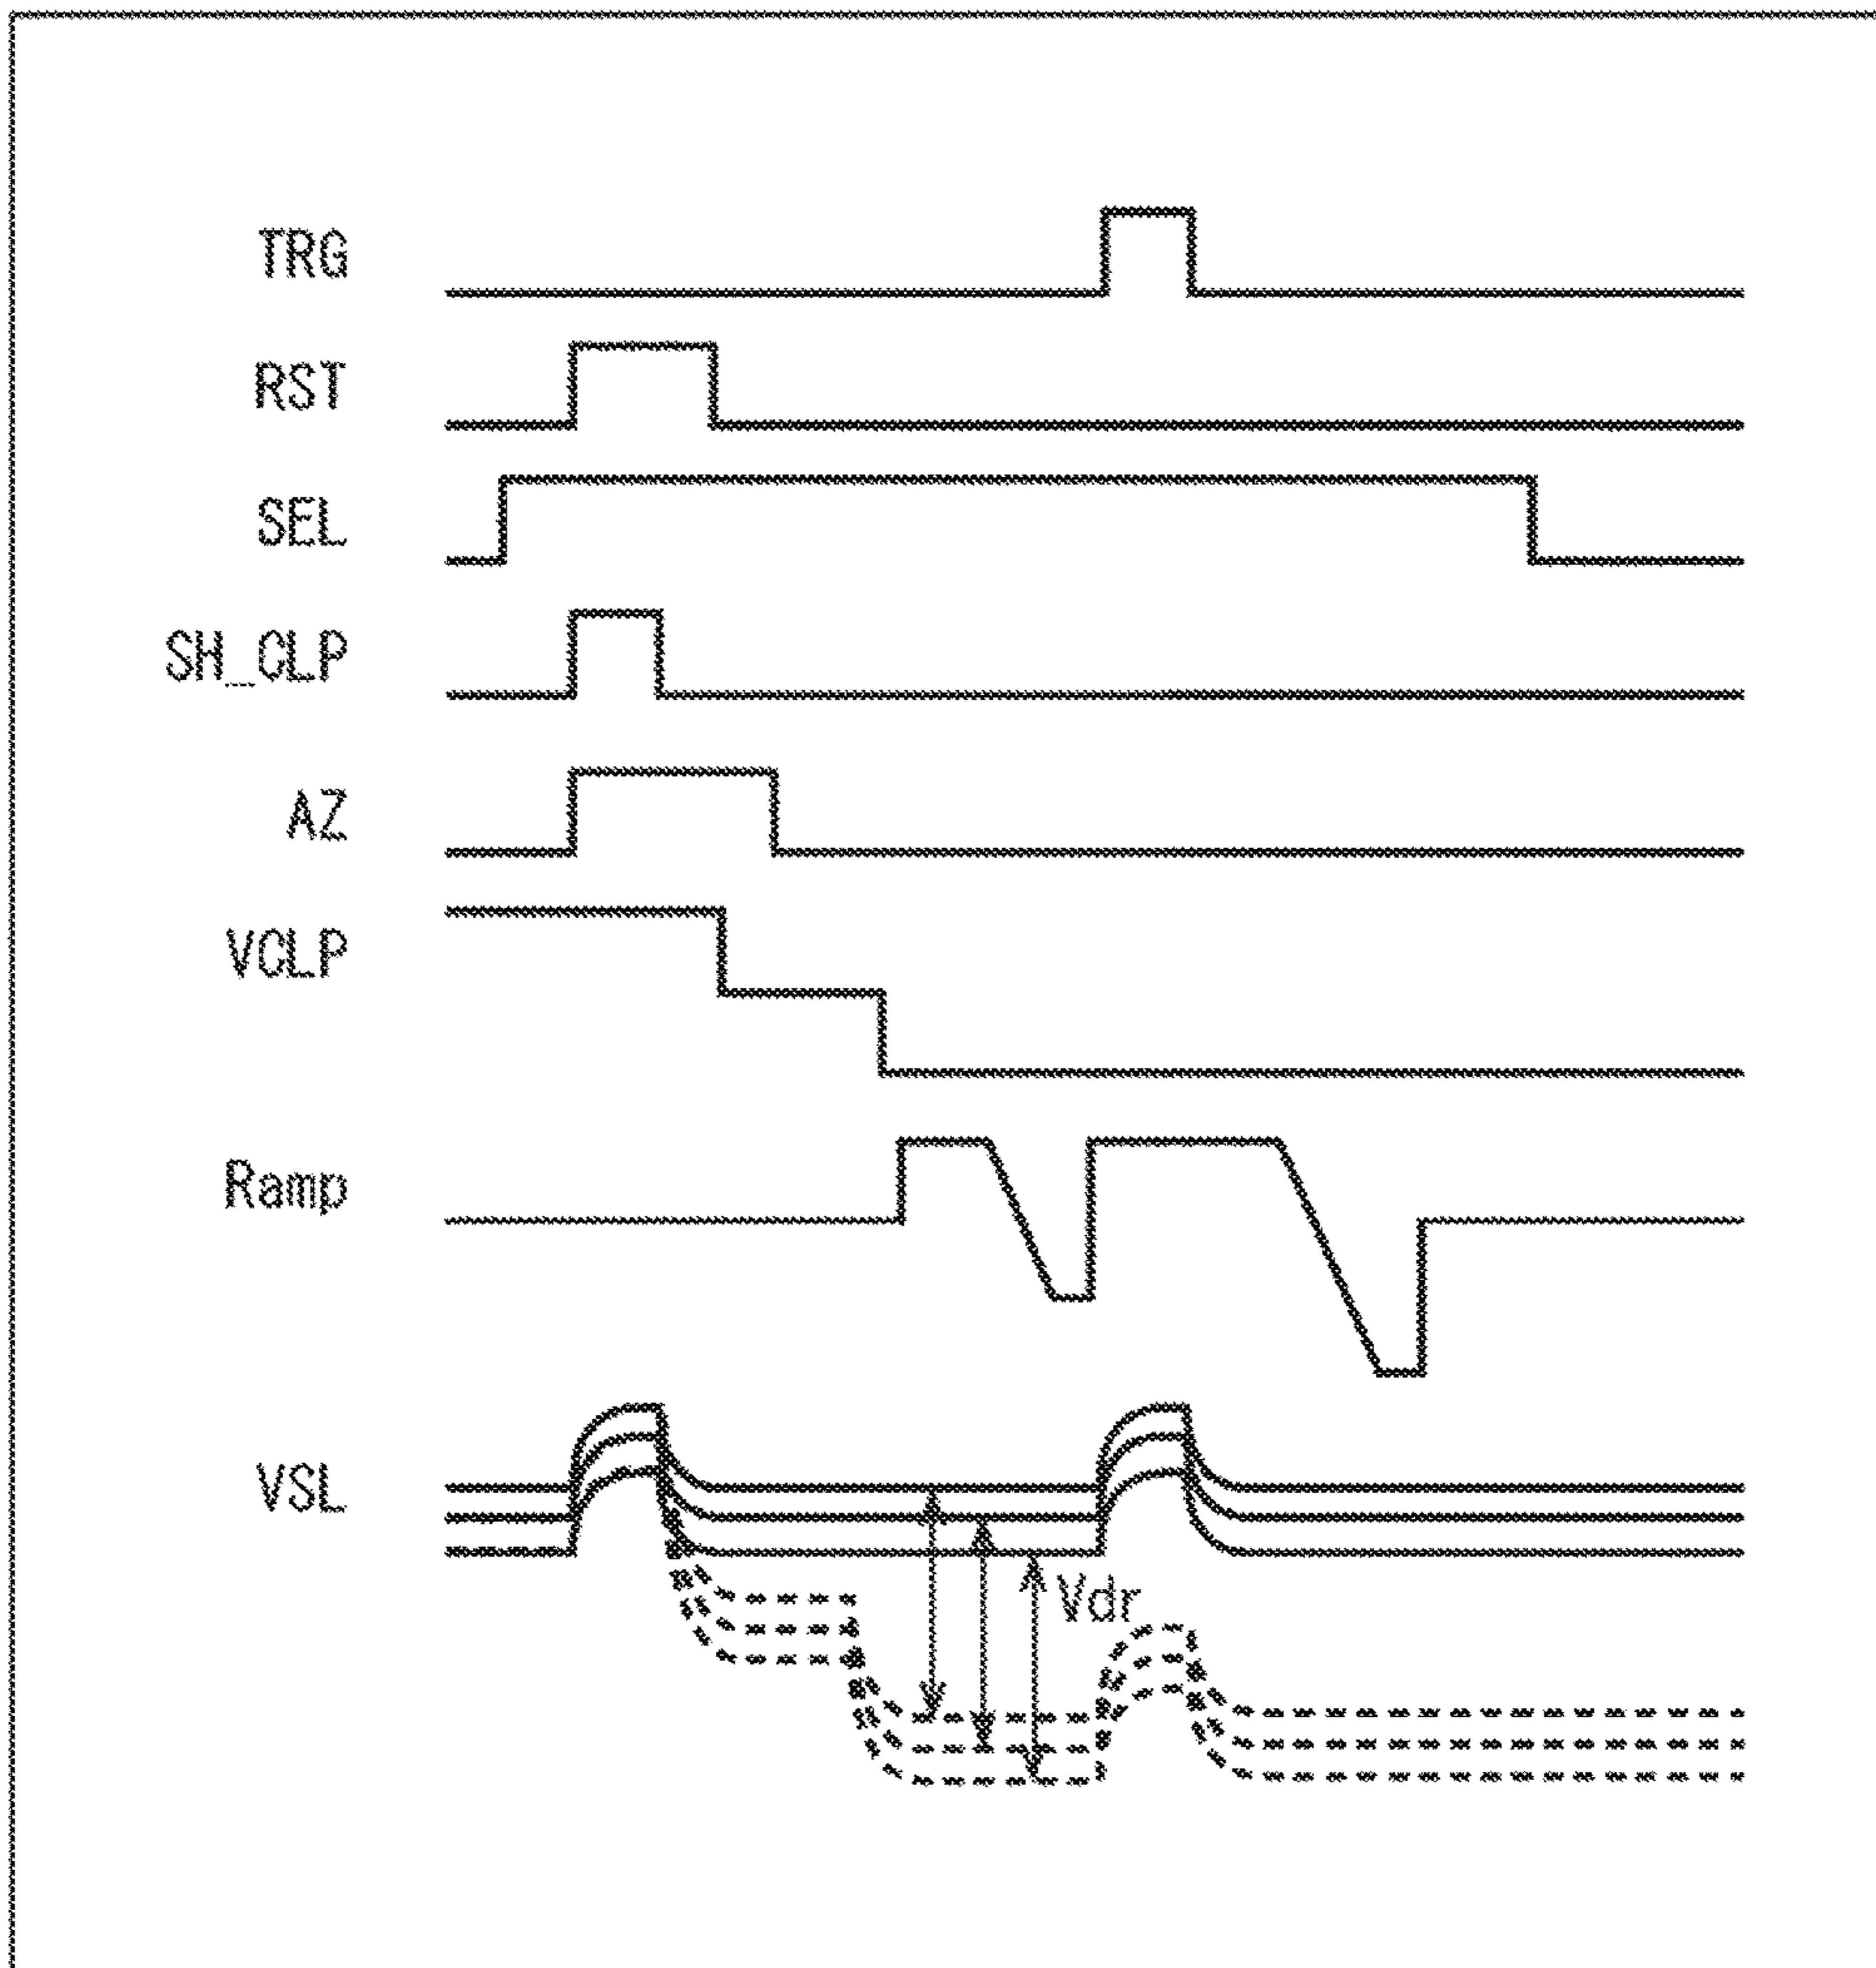 TRG
RST
SEL
SH_CLP
AZ
VCLP
Ramp
VSL
Vdr